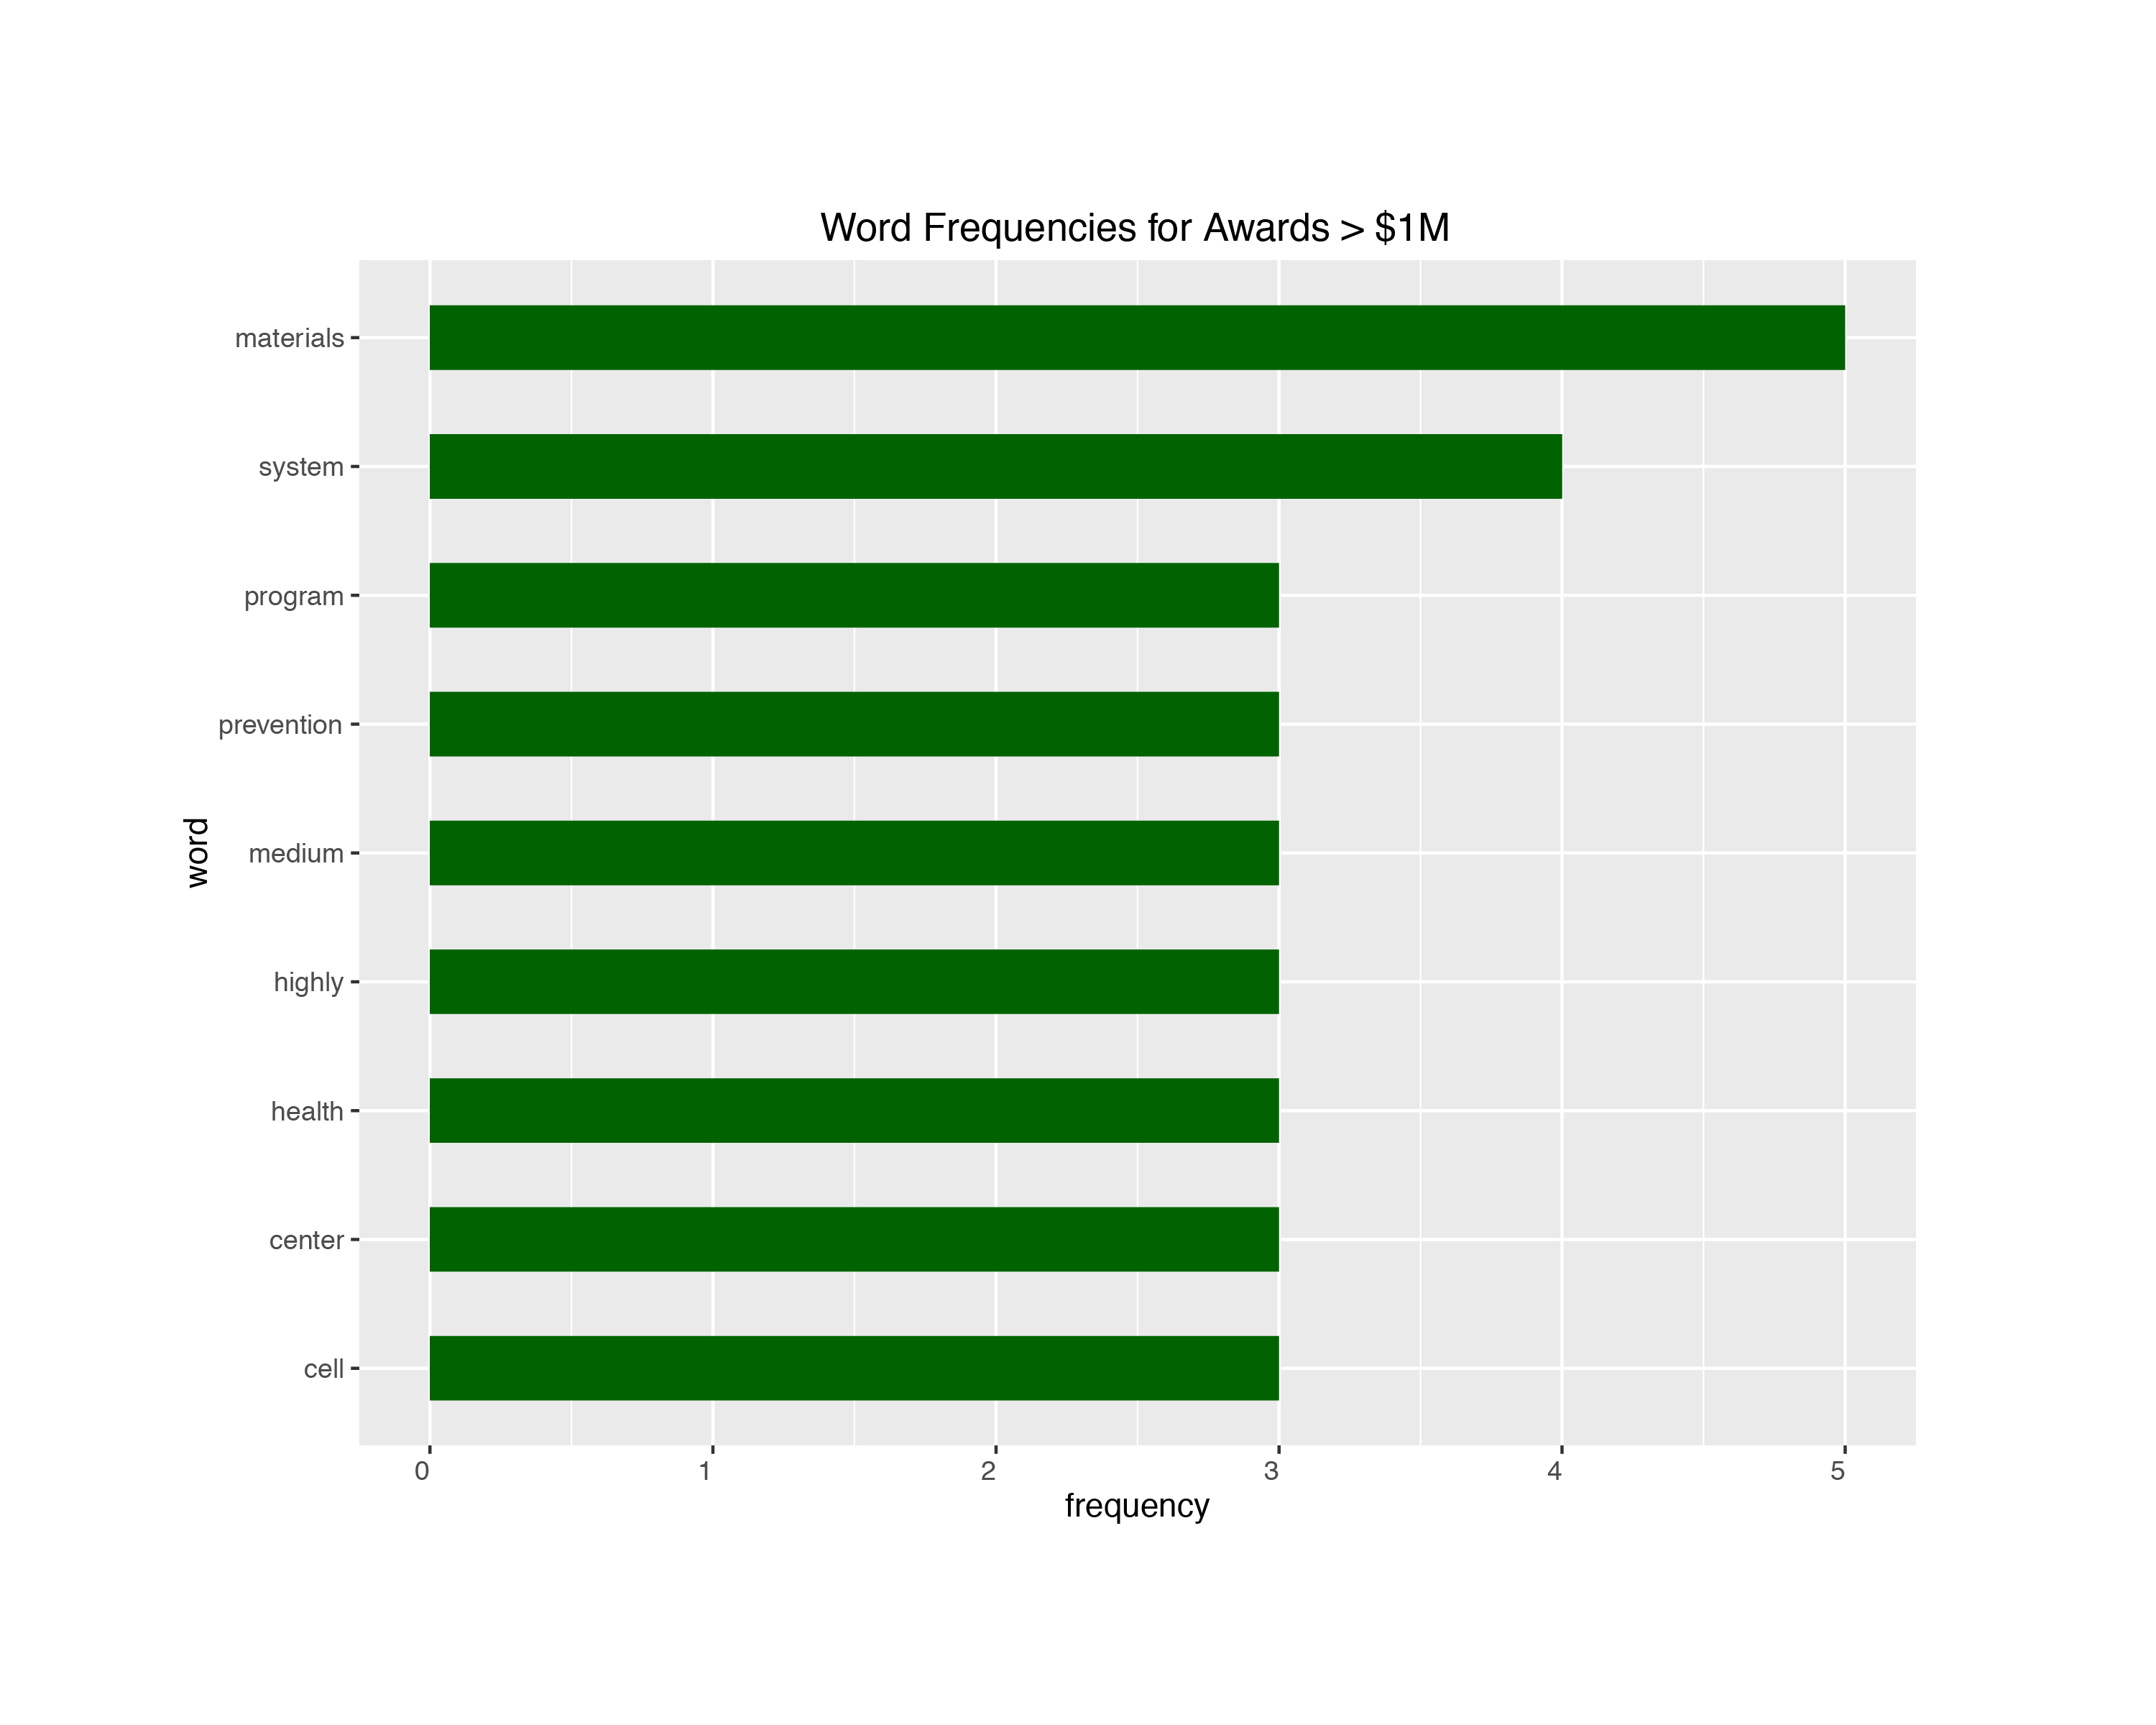 Word Frequencies for Awards > $1M
materials
system
program
prevention
medium
highly
health
center
cell
word
0 1 2 3 4 5
frequency